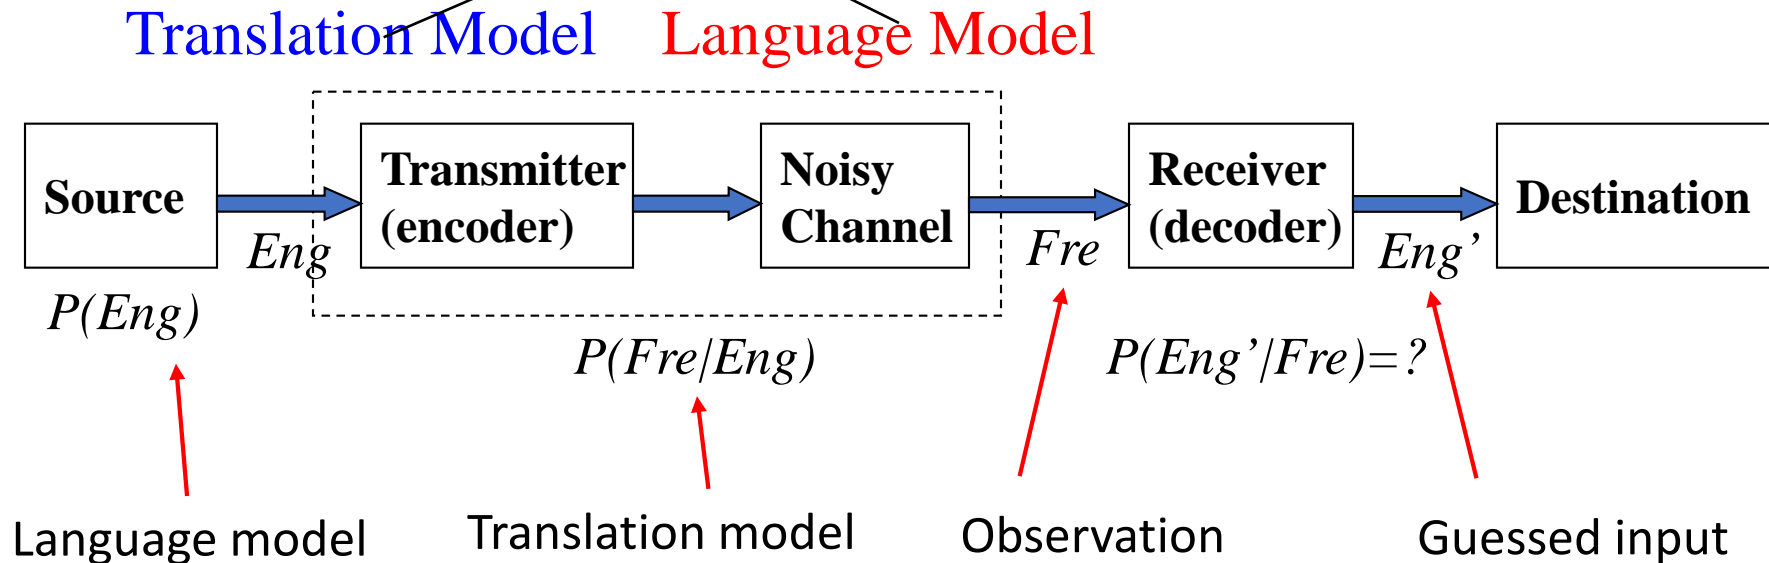 Translation Model Language Model
Source
Transmitter
(encoder)
Noisy
Channel
Receiver
(decoder)
Destination
Eng
Fre
Eng’
P(Eng)
P(Fre/Eng)
P(Eng’/Fre)=?
Language model
Translation model
Observation
Guessed input